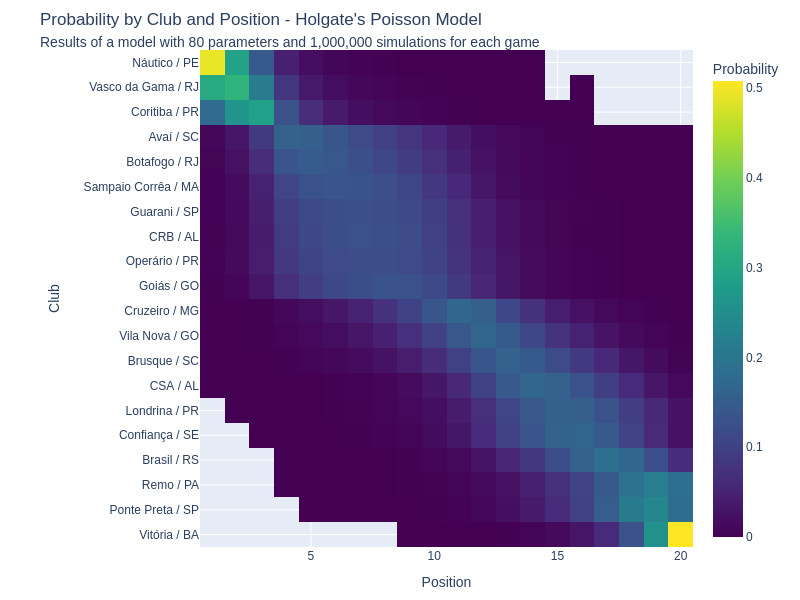 Probability by Club and Position - Holgate's Poisson Model
Results of a model with 80 parameters and 1,000,000 simulations for each game
Probability
Club
Náutico / PE
Vasco da Gama / RJ
Coritiba / PR
Avaí / SC
Botafogo / RJ
Sampaio Corrêa / MA
Guarani / SP
CRB / AL
Operário / PR
Goiás / GO
Cruzeiro / MG
Vila Nova / GO
Brusque / SC
CSA / AL
Londrina / PR
Confiança / SE
Brasil / RS
Remo / PA
Ponte Preta / SP
Vitória / BA
0.5
0.4
0.3
0.2
0.1
0
5 10 15 20
Position